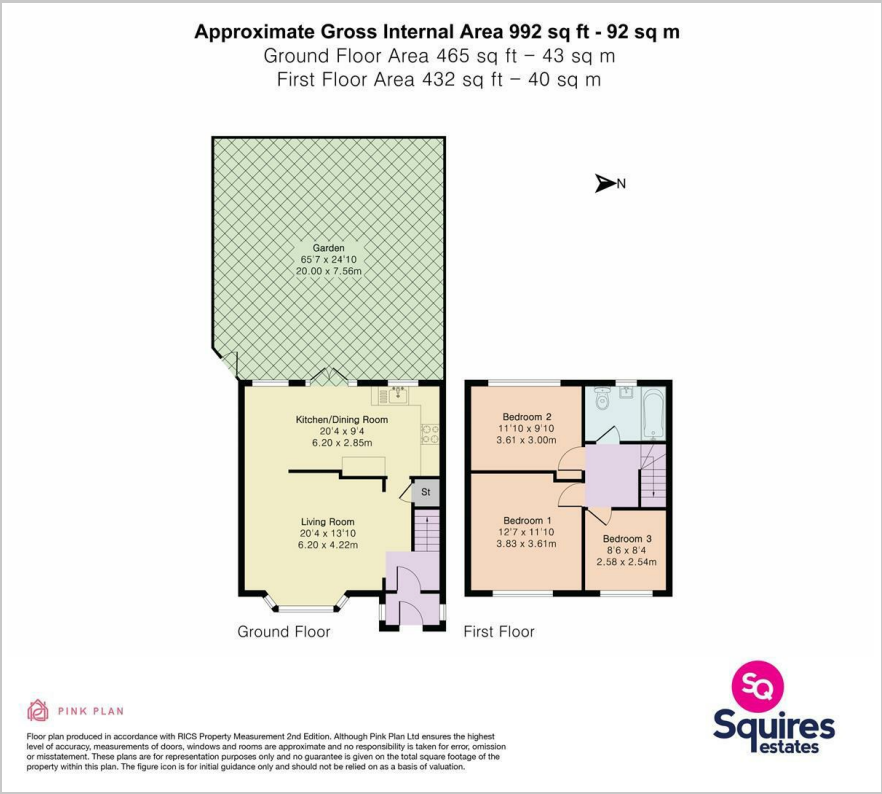 Approximate Gross Internal Area 992 sq ft - 92 sq m
Ground Floor Area 465 sq ft – 43 sq m
First Floor Area 432 sq ft – 40 sq m
N
Garden
65'7 x 24'10
20.00 x 7.56m
Kitchen/Dining Room
20'4 x 9'4
6.20 x 2.85m
St
Living Room
20'4 x 13'10
6.20 x 4.22m
Ground Floor
Bedroom 2
11'10 x 9'10
3.61 x 3.00m
Bedroom 1
12'7 x 11'10
3.83 x 3.61m
Bedroom 3
8'6 x 8'4
2.58 x 2.54m
First Floor
PINK PLAN
Floor plan produced in accordance with RICS Property Measurement 2nd Edition. Although Pink Plan Ltd ensures the highest
level of accuracy, measurements of doors, windows and rooms are approximate and no responsibility is taken for error, omission
or misstatement. These plans are for representation purposes only and no guarantee is given on the total square footage of the
property within this plan. The figure icon is for initial guidance only and should not be relied on as a basis of valuation.
SQ
Squires
estates